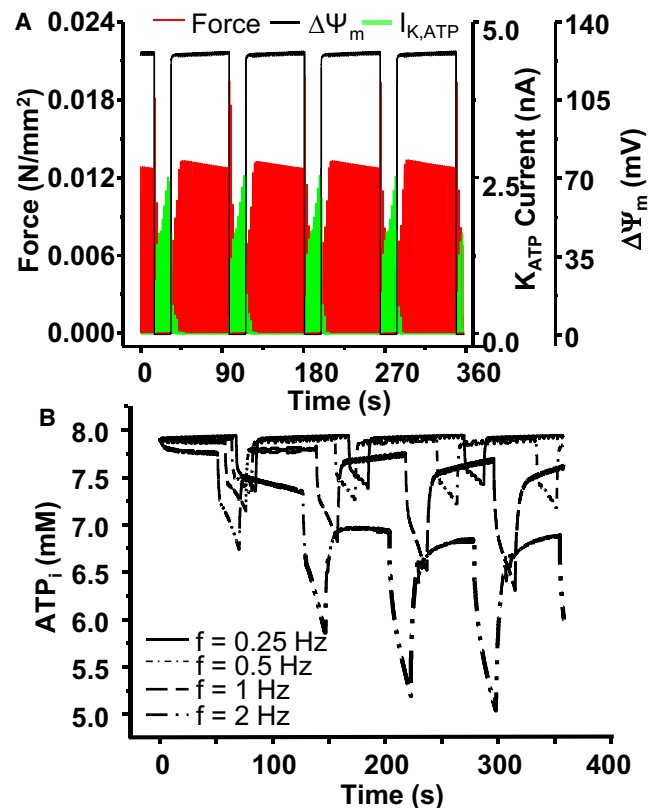 A
Force
ΔΨm
IK,ATP
0.024
0.018
0.012
0.006
0.000
Force (N/mm²)
5.0
2.5
0.0
KATP Current (nA)
140
105
70
35
0
ΔΨm (mV)
0 90 180 270 360
Time (s)
B
8.0
7.5
7.0
6.5
6.0
5.5
5.0
ATPi (mM)
f = 0.25 Hz
f = 0.5 Hz
f = 1 Hz
f = 2 Hz
0 100 200 300 400
Time (s)